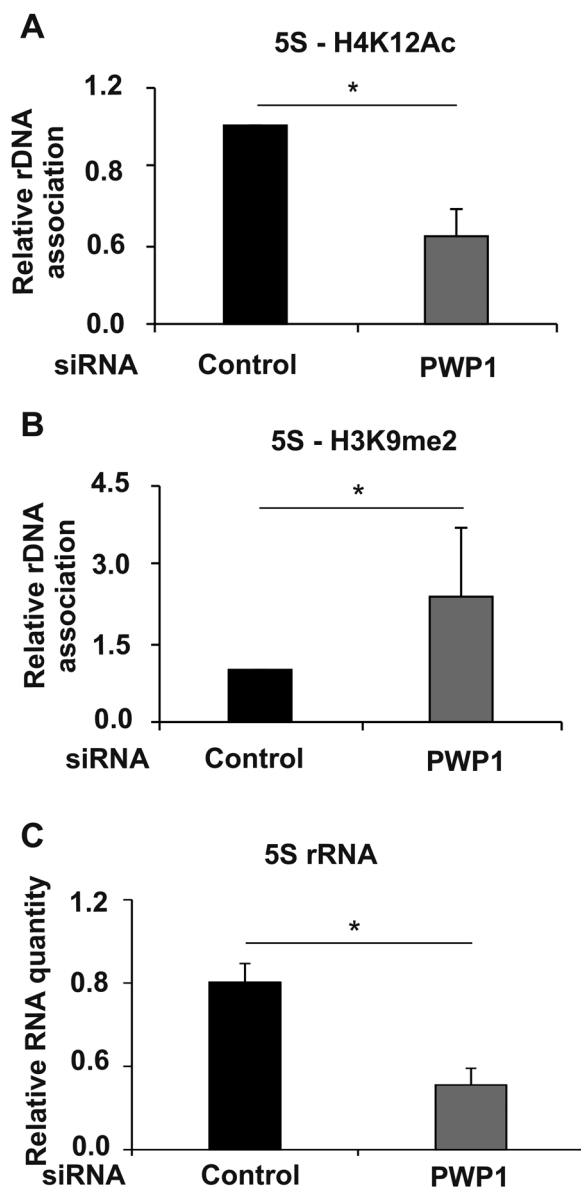 A
5S - H4K12Ac
*
1.2
0.8
0.6
0.0
Relative rDNA
association
siRNA Control PWP1
B
5S - H3K9me2
*
4.5
3.0
1.5
0.0
Relative rDNA
association
siRNA Control PWP1
C
5S rRNA
*
1.2
0.8
0.6
0.0
Relative RNA quantity
siRNA Control PWP1